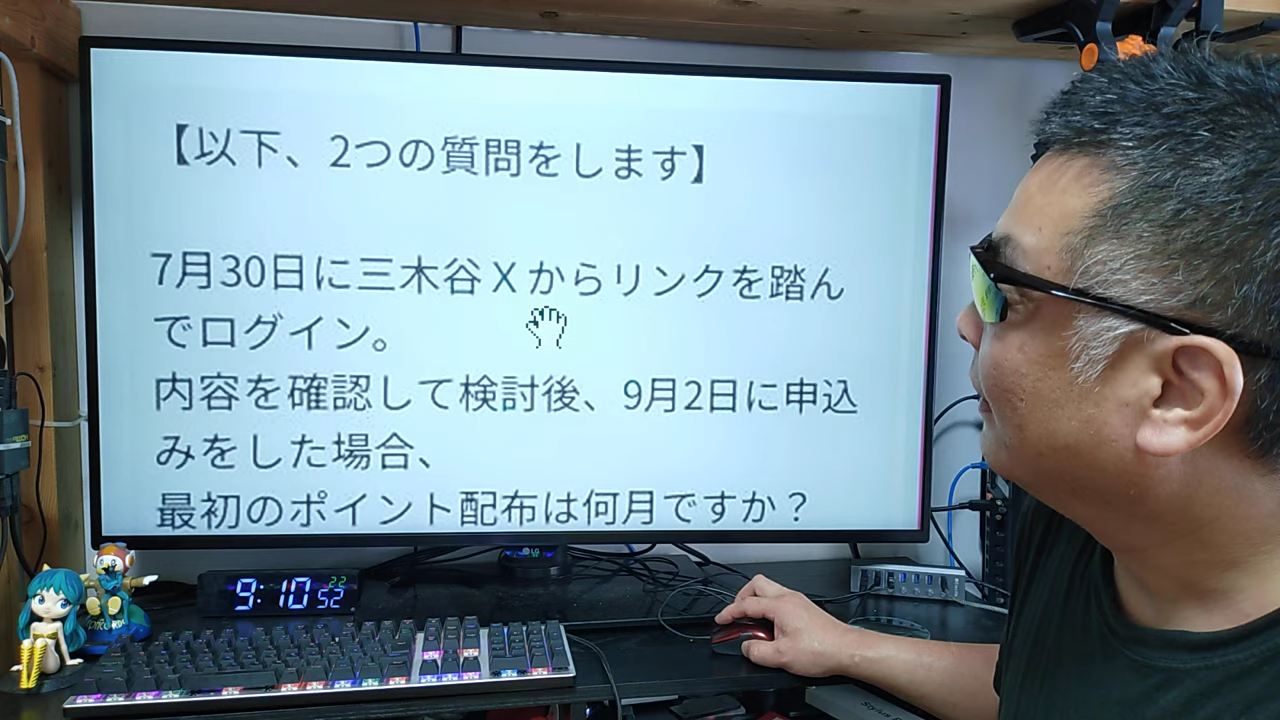 【以下、2つの質問をします】
7月30日に三木谷Xからリンクを踏ん
でログイン。
内容を確認して検討後、9月2日に申込
みをした場合、
最初のポイント配布は何月ですか？
LG
9:10 52
22